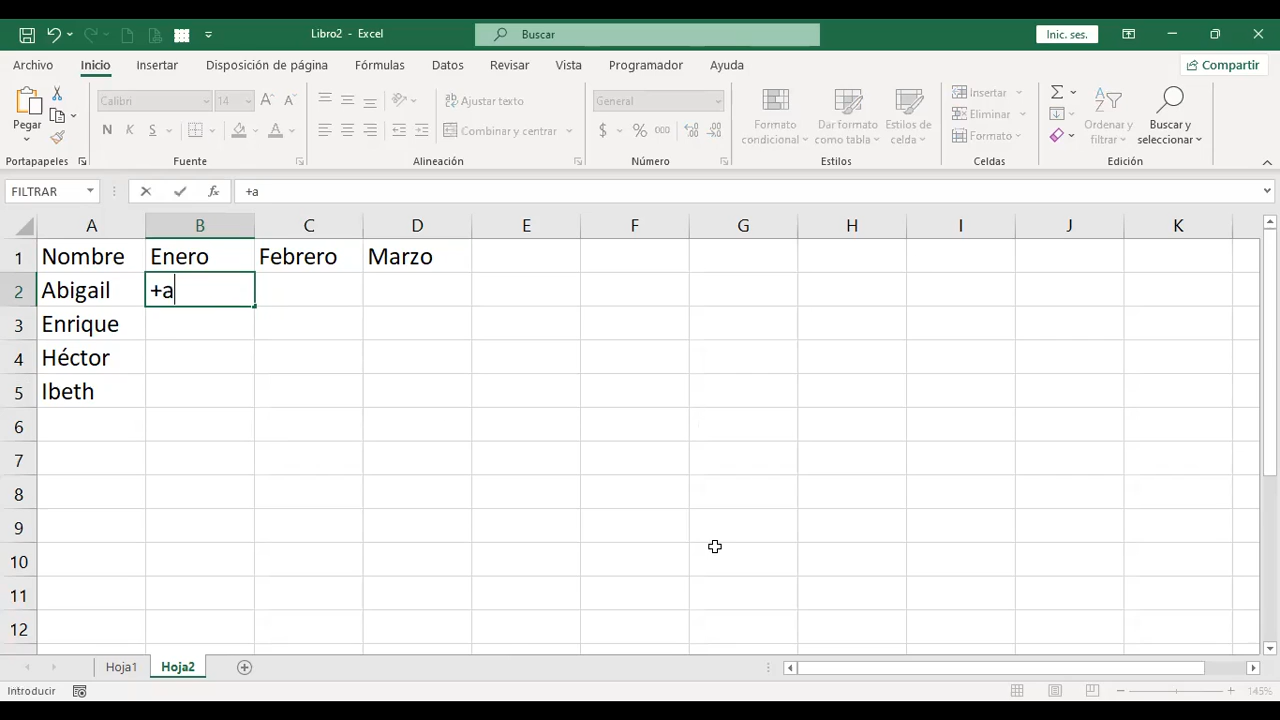 Libro2 - Excel
Buscar
Inic. ses.
Archivo
Inicio
Insertar
Disposición de página
Fórmulas
Datos
Revisar
Vista
Programador
Ayuda
Compartir
Pegar
Calibri
14
Ajustar texto
General
Formato condicional
Dar formato como tabla
Estilos de celda
Insertar
Ordenar y filtrar
Buscar y seleccionar
N K S
Combinar y centrar
$ % 000
Eliminar
Formato
Portapapeles
Fuente
Alineación
Número
Estilos
Celdas
Edición
FILTRAR
fx
+a
A B C D E F G H I J K
1 Nombre Enero Febrero Marzo
2 Abigail +a
3 Enrique
4 Héctor
5 Ibeth
6
7
8
9
10
11
12
Hoja1
Hoja2
Introducir
145%